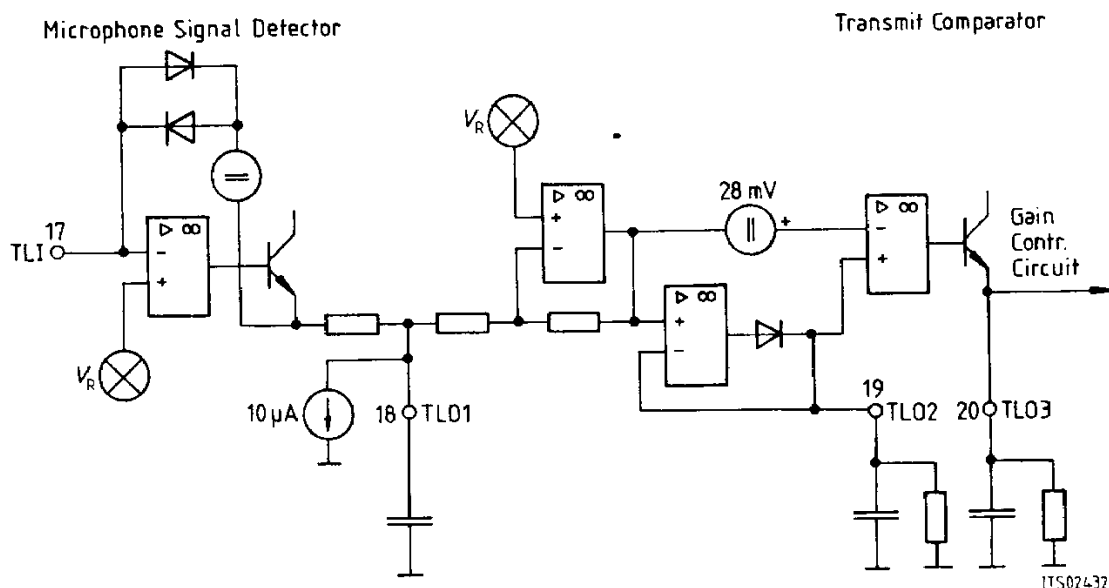 Microphone Signal Detector
Transmit Comparator
V_R
28 mV
▷ ∞
+
−
+
▷ ∞
−
+
Gain
Contr.
Circuit
17
TLI
▷ ∞
−
+
▷ ∞
+
−
V_R
10 µA
18 TLO1
19
TLO2
20 TLO3
ITS02432